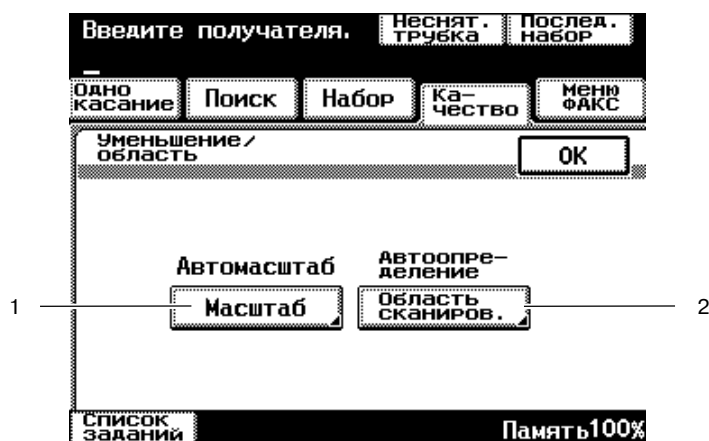 Введите получателя.
Неснят. трубка
Послед. набор
Одно касание
Поиск
Набор
Ка-
чество
Меню ФАКС
Уменьшение/
область
OK
Автомасштаб
Автоопре-
деление
1
Масштаб
Область
сканиров.
2
Список
заданий
Память100%